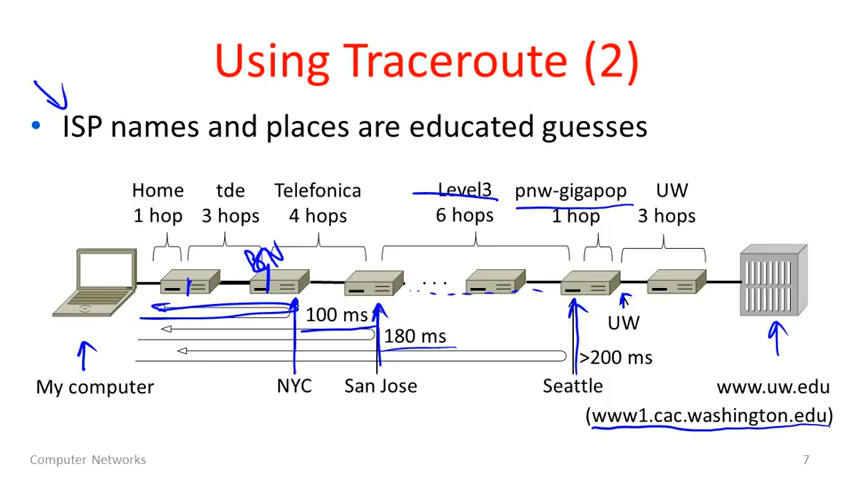 Using Traceroute (2)
• ISP names and places are educated guesses
Home tde Telefonica Level3 pnw-gigapop UW
1 hop 3 hops 4 hops 6 hops 1 hop 3 hops
. . .
100 ms
180 ms
UW
>200 ms
My computer NYC San Jose Seattle www.uw.edu
(www1.cac.washington.edu)
Computer Networks 7